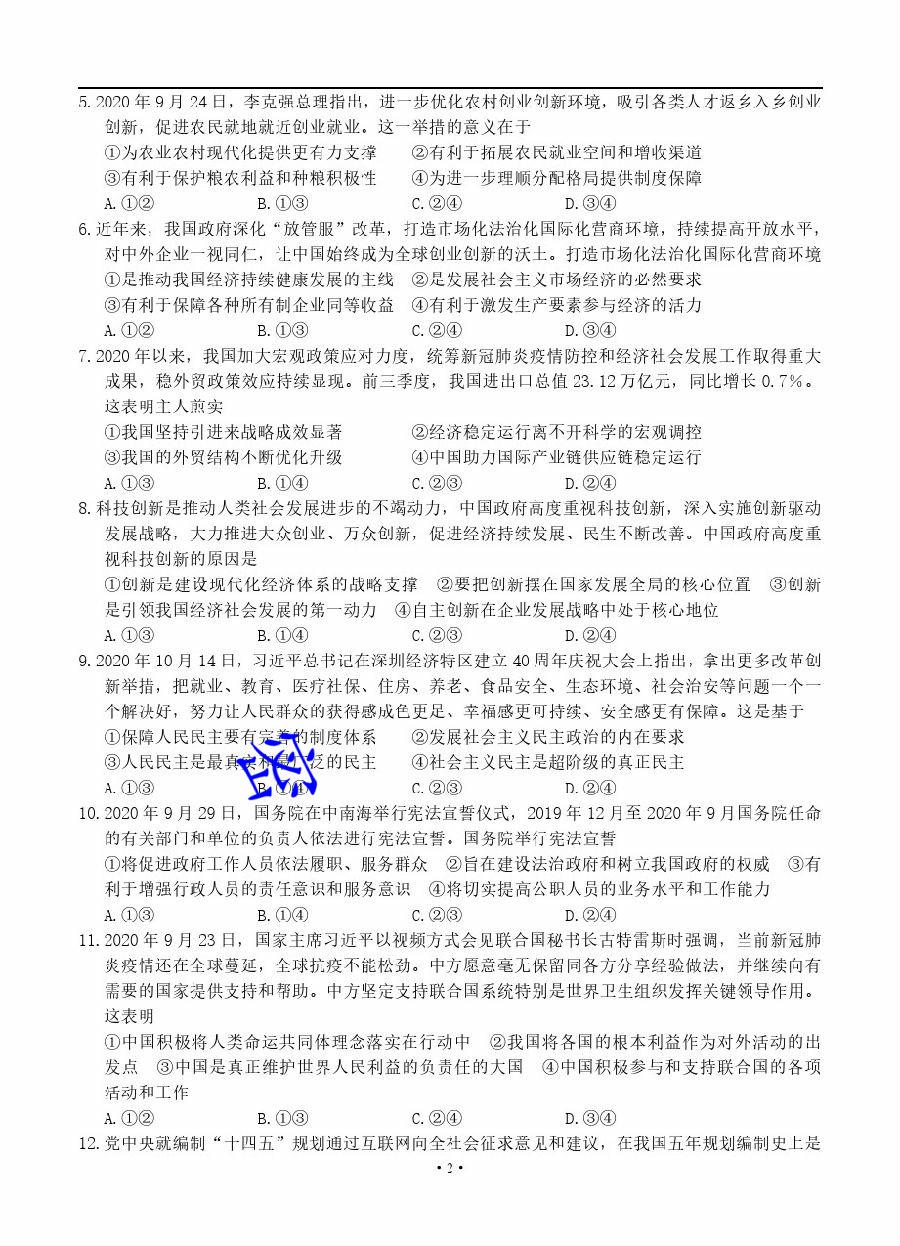 5. 2020 年 9 月 24 日，李克强总理指出，进一步优化农村创业创新环境，吸引各类人才返乡入乡创业
创新，促进农民就地就近创业就业。这一举措的意义在于
①为农业农村现代化提供更有力支撑 ②有利于拓展农民就业空间和增收渠道
③有利于保护粮农利益和种粮积极性 ④为进一步理顺分配格局提供制度保障
A. ①② B. ①③ C. ②④ D. ③④
6. 近年来，我国政府深化“放管服”改革，打造市场化法治化国际化营商环境，持续提高开放水平，
对中外企业一视同仁，让中国始终成为全球创业创新的沃土。打造市场化法治化国际化营商环境
①是推动我国经济持续健康发展的主线 ②是发展社会主义市场经济的必然要求
③有利于保障各种所有制企业同等收益 ④有利于激发生产要素参与经济的活力
A. ①② B. ①③ C. ②④ D. ③④
7. 2020 年以来，我国加大宏观政策应对力度，统筹新冠肺炎疫情防控和经济社会发展工作取得重大
成果，稳外贸政策效应持续显现。前三季度，我国进出口总值 23.12 万亿元，同比增长 0.7%。
这表明主人煎实
①我国坚持引进来战略成效显著 ②经济稳定运行离不开科学的宏观调控
③我国的外贸结构不断优化升级 ④中国助力国际产业链供应链稳定运行
A. ①③ B. ①④ C. ②③ D. ②④
8. 科技创新是推动人类社会发展进步的不竭动力，中国政府高度重视科技创新，深入实施创新驱动
发展战略，大力推进大众创业、万众创新，促进经济持续发展、民生不断改善。中国政府高度重
视科技创新的原因是
①创新是建设现代化经济体系的战略支撑 ②要把创新摆在国家发展全局的核心位置 ③创新
是引领我国经济社会发展的第一动力 ④自主创新在企业发展战略中处于核心地位
A. ①③ B. ①④ C. ②③ D. ②④
9. 2020 年 10 月 14 日，习近平总书记在深圳经济特区建立 40 周年庆祝大会上指出，拿出更多改革创
新举措，把就业、教育、医疗社保、住房、养老、食品安全、生态环境、社会治安等问题一个一
个解决好，努力让人民群众的获得感成色更足、幸福感更可持续、安全感更有保障。这是基于
①保障人民民主要有完善的制度体系 ②发展社会主义民主政治的内在要求
③人民民主是最真实和最广泛的民主 ④社会主义民主是超阶级的真正民主
A. ①③ B. ①④ C. ②③ D. ②④
10. 2020 年 9 月 29 日，国务院在中南海举行宪法宣誓仪式，2019 年 12 月至 2020 年 9 月国务院任命
的有关部门和单位的负责人依法进行宪法宣誓。国务院举行宪法宣誓
①将促进政府工作人员依法履职、服务群众 ②旨在建设法治政府和树立我国政府的权威 ③有
利于增强行政人员的责任意识和服务意识 ④将切实提高公职人员的业务水平和工作能力
A. ①③ B. ①④ C. ②③ D. ②④
11. 2020 年 9 月 23 日，国家主席习近平以视频方式会见联合国秘书长古特雷斯时强调，当前新冠肺
炎疫情还在全球蔓延，全球抗疫不能松劲。中方愿意毫无保留同各方分享经验做法，并继续向有
需要的国家提供支持和帮助。中方坚定支持联合国系统特别是世界卫生组织发挥关键领导作用。
这表明
①中国积极将人类命运共同体理念落实在行动中 ②我国将各国的根本利益作为对外活动的出
发点 ③中国是真正维护世界人民利益的负责任的大国 ④中国积极参与和支持联合国的各项
活动和工作
A. ①② B. ①③ C. ②④ D. ③④
12. 党中央就编制“十四五”规划通过互联网向全社会征求意见和建议，在我国五年规划编制史上是
• 2 •